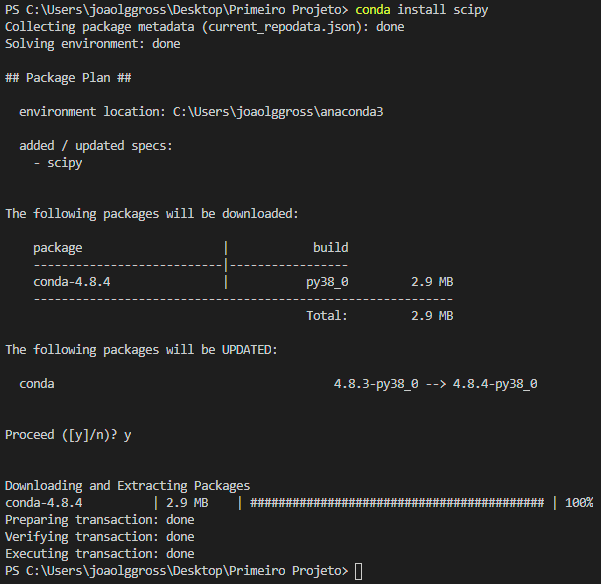 PS C:\Users\joaolggross\Desktop\Primeiro Projeto> conda install scipy
Collecting package metadata (current_repodata.json): done
Solving environment: done
## Package Plan ##
environment location: C:\Users\joaolggross\anaconda3
added / updated specs:
- scipy
The following packages will be downloaded:
package | build
---------------------------|-----------------
conda-4.8.4 | py38_0 2.9 MB
------------------------------------------------------------
Total: 2.9 MB
The following packages will be UPDATED:
conda 4.8.3-py38_0 --> 4.8.4-py38_0
Proceed ([y]/n)? y
Downloading and Extracting Packages
conda-4.8.4 | 2.9 MB | ########################################## | 100%
Preparing transaction: done
Verifying transaction: done
Executing transaction: done
PS C:\Users\joaolggross\Desktop\Primeiro Projeto>